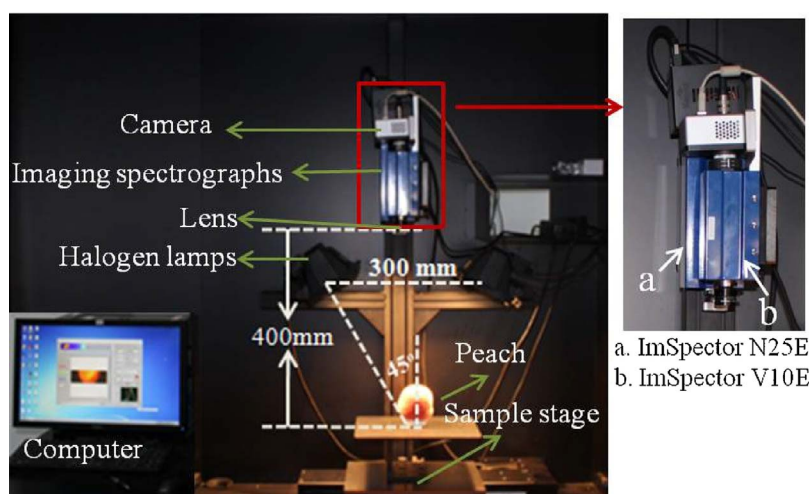 Camera
Imaging spectrographs
Lens
Halogen lamps
300 mm
400mm
45°
Peach
Sample stage
Computer
a
b
a. ImSpector N25E
b. ImSpector V10E